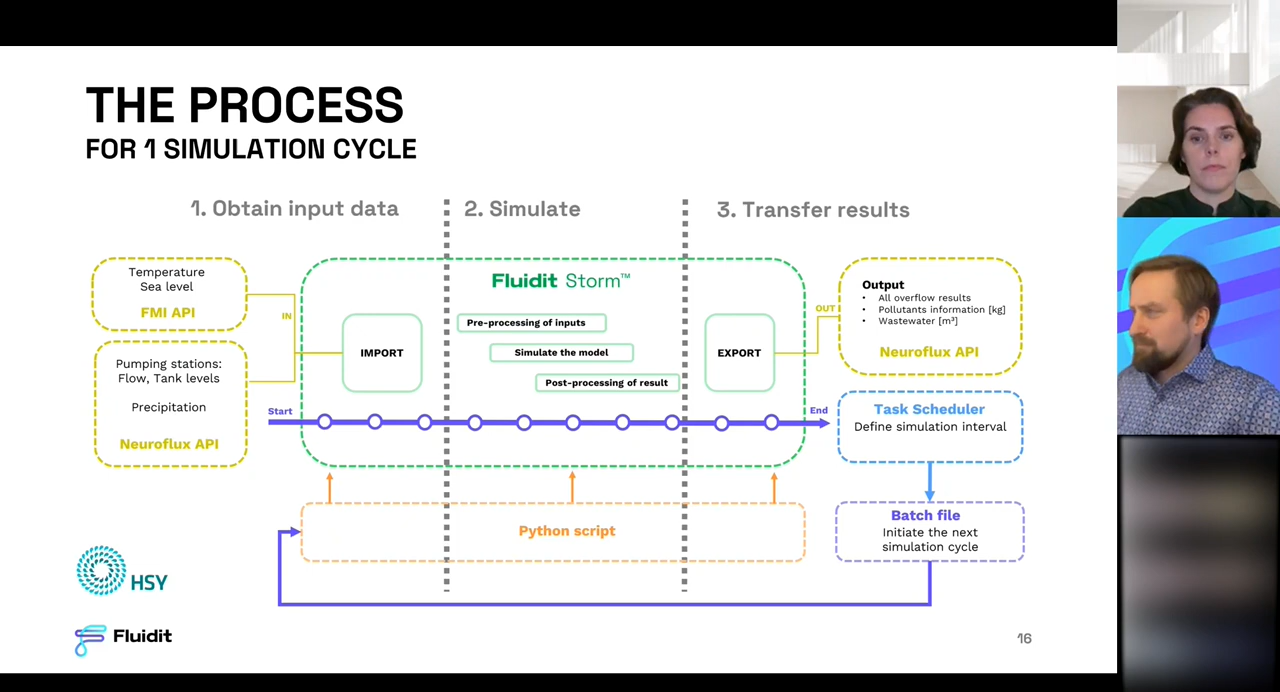 THE PROCESS
FOR 1 SIMULATION CYCLE
1. Obtain input data
2. Simulate
3. Transfer results
Temperature
Sea level
FMI API
IN
Pumping stations:
Flow, Tank levels
Precipitation
Neuroflux API
Fluidit Storm™
IMPORT
Pre-processing of inputs
Simulate the model
Post-processing of result
EXPORT
OUT
Output
• All overflow results
• Pollutants information [kg]
• Wastewater [m³]
Neuroflux API
Start
End
Task Scheduler
Define simulation interval
Python script
Batch file
Initiate the next
simulation cycle
HSY
Fluidit
16